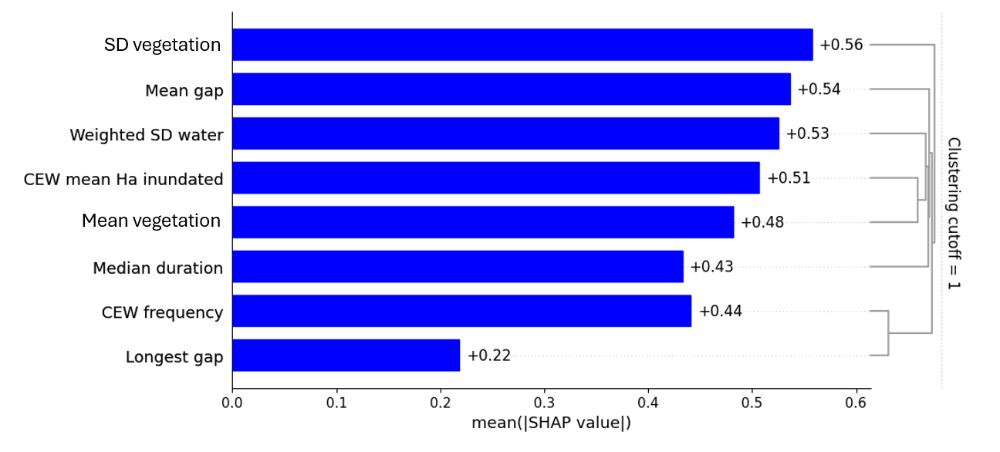 SD vegetation +0.56
Mean gap +0.54
Weighted SD water +0.53
CEW mean Ha inundated +0.51
Mean vegetation +0.48
Median duration +0.43
CEW frequency +0.44
Longest gap +0.22
Clustering cutoff = 1
0.0 0.1 0.2 0.3 0.4 0.5 0.6
mean(|SHAP value|)